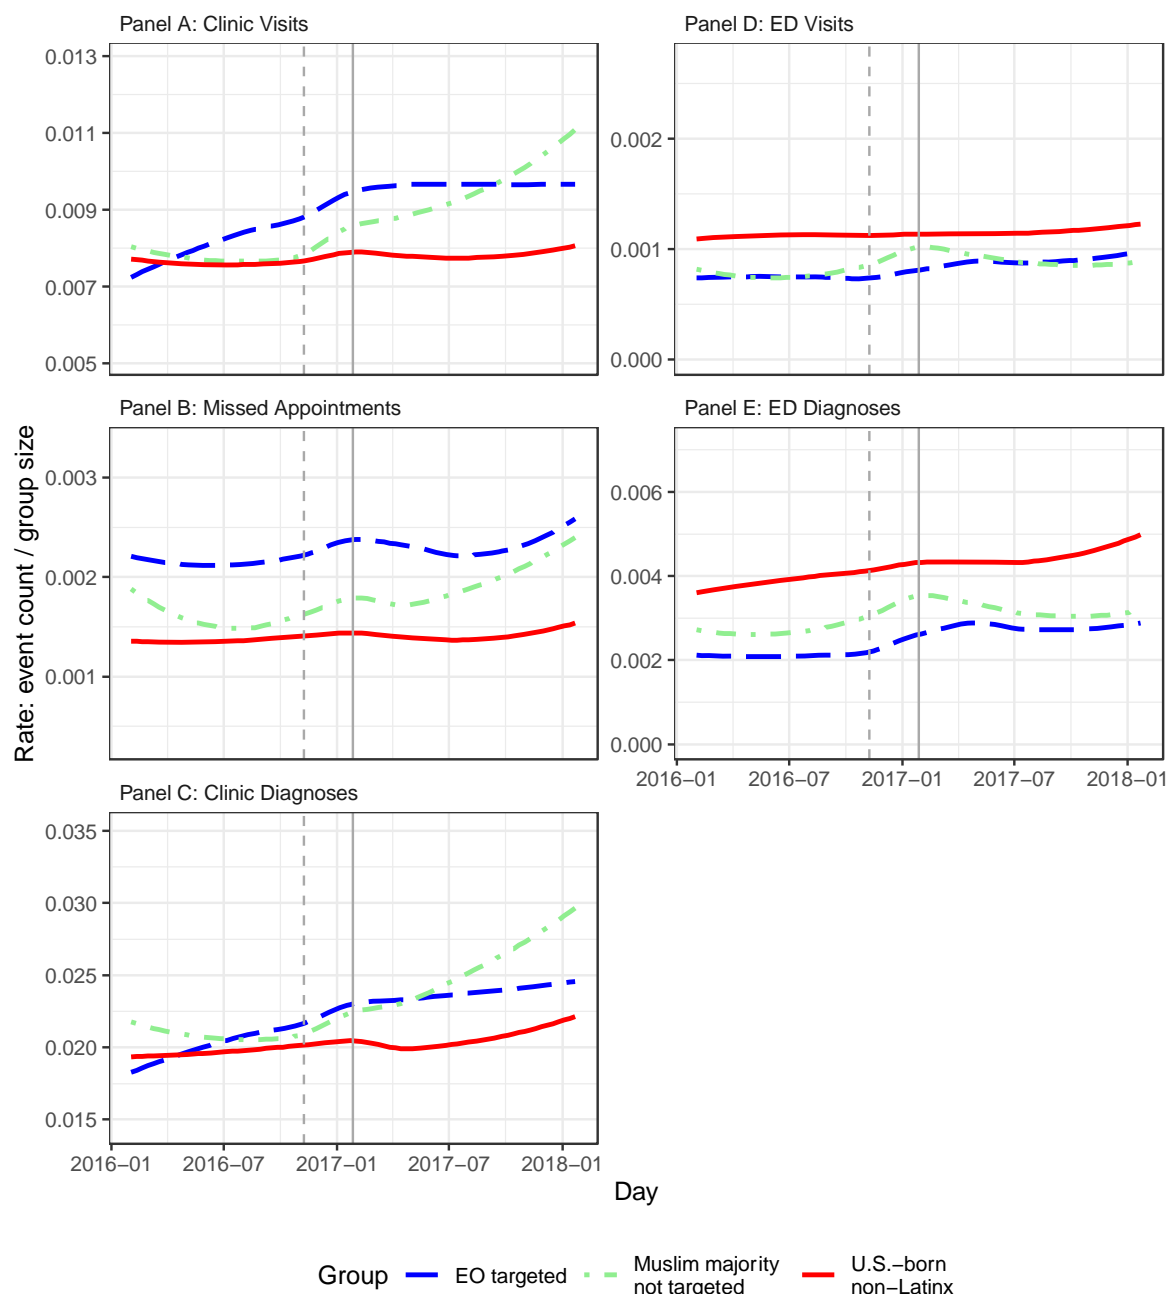 Panel A: Clinic Visits
0.013
0.011
0.009
0.007
0.005
Panel D: ED Visits
0.002
0.001
0.000
Panel B: Missed Appointments
0.003
0.002
0.001
Panel E: ED Diagnoses
0.006
0.004
0.002
0.000
2016−01 2016−07 2017−01 2017−07 2018−01
Panel C: Clinic Diagnoses
0.035
0.030
0.025
0.020
0.015
2016−01 2016−07 2017−01 2017−07 2018−01
Rate: event count / group size
Day
Group EO targeted Muslim majority not targeted U.S.−born non−Latinx